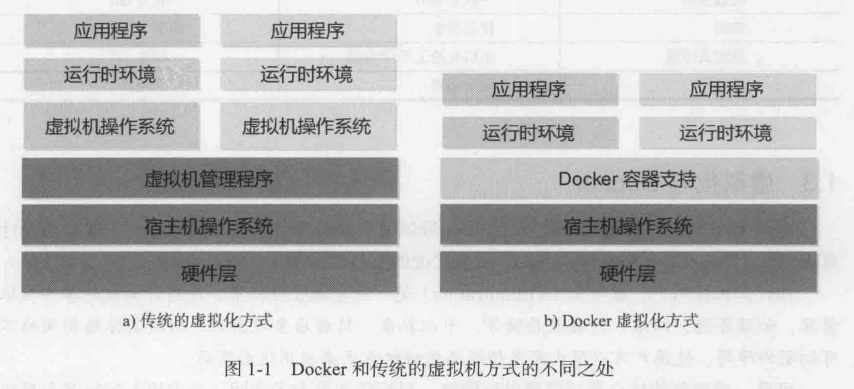 应用程序 应用程序
运行时环境 运行时环境
虚拟机操作系统 虚拟机操作系统
虚拟机管理程序
宿主机操作系统
硬件层
a) 传统的虚拟化方式
应用程序 应用程序
运行时环境 运行时环境
Docker 容器支持
宿主机操作系统
硬件层
b) Docker 虚拟化方式
图 1-1 Docker 和传统的虚拟机方式的不同之处